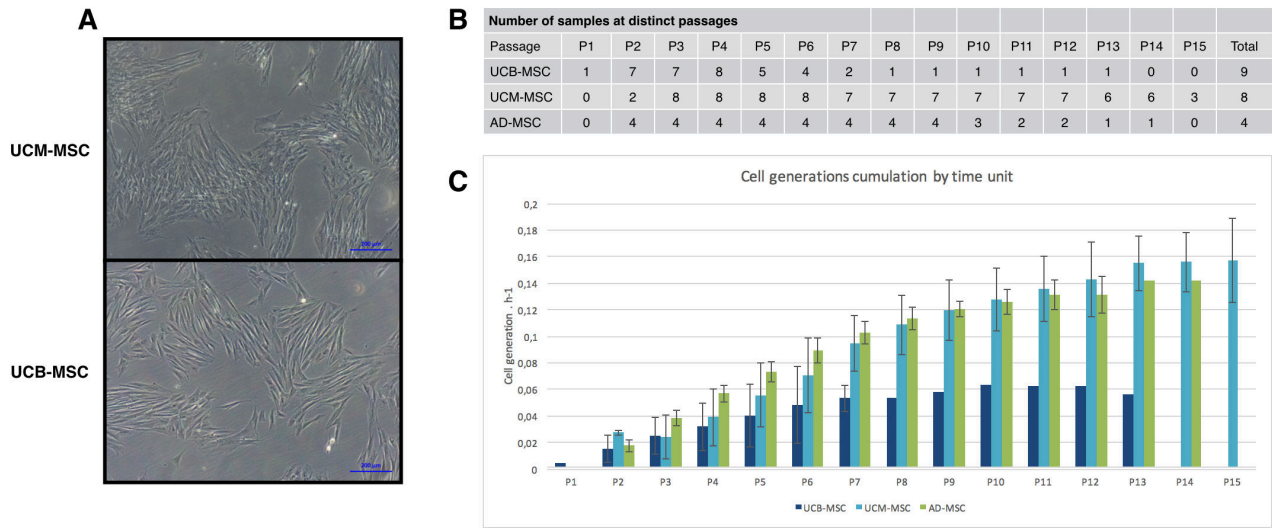 A
UCM-MSC
200 µm
UCB-MSC
200 µm
B
Number of samples at distinct passages
Passage P1 P2 P3 P4 P5 P6 P7 P8 P9 P10 P11 P12 P13 P14 P15 Total
UCB-MSC 1 7 7 8 5 4 2 1 1 1 1 1 1 0 0 9
UCM-MSC 0 2 8 8 8 8 7 7 7 7 7 7 6 6 3 8
AD-MSC 0 4 4 4 4 4 4 4 4 3 2 2 1 1 0 4
C
Cell generations cumulation by time unit
Cell generation . h-1
0,2
0,18
0,16
0,14
0,12
0,1
0,08
0,06
0,04
0,02
0
P1 P2 P3 P4 P5 P6 P7 P8 P9 P10 P11 P12 P13 P14 P15
UCB-MSC UCM-MSC AD-MSC